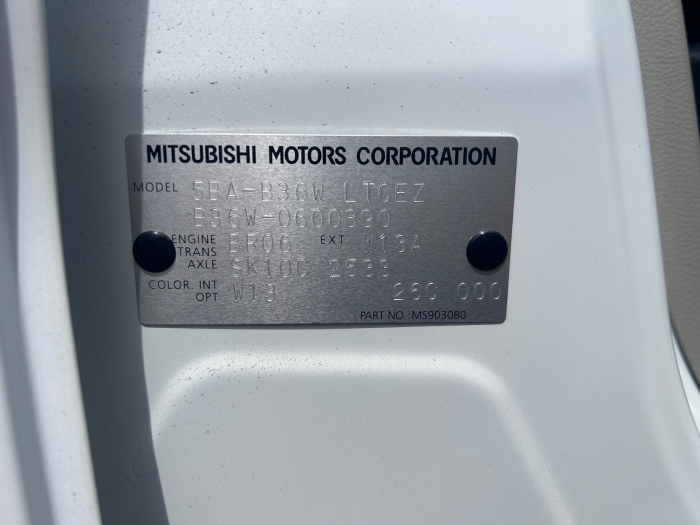 MITSUBISHI MOTORS CORPORATION
MODEL 5BA-B36W LTCEZ
B36W-0600890
ENGINE BR06 EXT W13A
TRANS
AXLE SK10C 2533
COLOR. INT W13 26C 000
OPT
PART NO.: MS903080